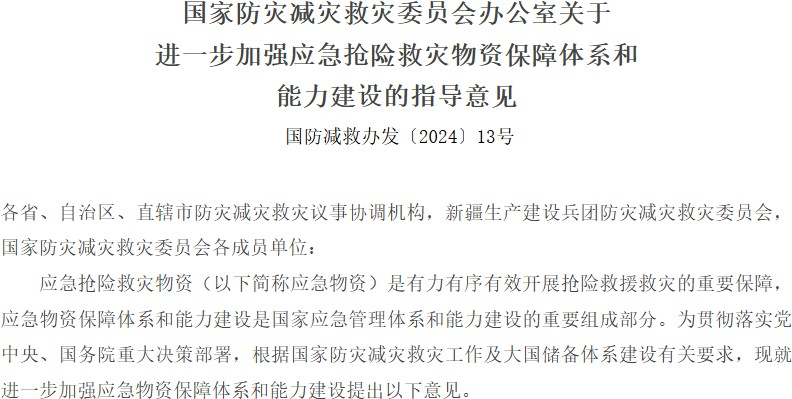 国家防灾减灾救灾委员会办公室关于
进一步加强应急抢险救灾物资保障体系和
能力建设的指导意见
国防减救办发〔2024〕13号
各省、自治区、直辖市防灾减灾救灾议事协调机构，新疆生产建设兵团防灾减灾救灾委员会，
国家防灾减灾救灾委员会各成员单位：
应急抢险救灾物资（以下简称应急物资）是有力有序有效开展抢险救援救灾的重要保障，
应急物资保障体系和能力建设是国家应急管理体系和能力建设的重要组成部分。为贯彻落实党
中央、国务院重大决策部署，根据国家防灾减灾救灾工作及大国储备体系建设有关要求，现就
进一步加强应急物资保障体系和能力建设提出以下意见。